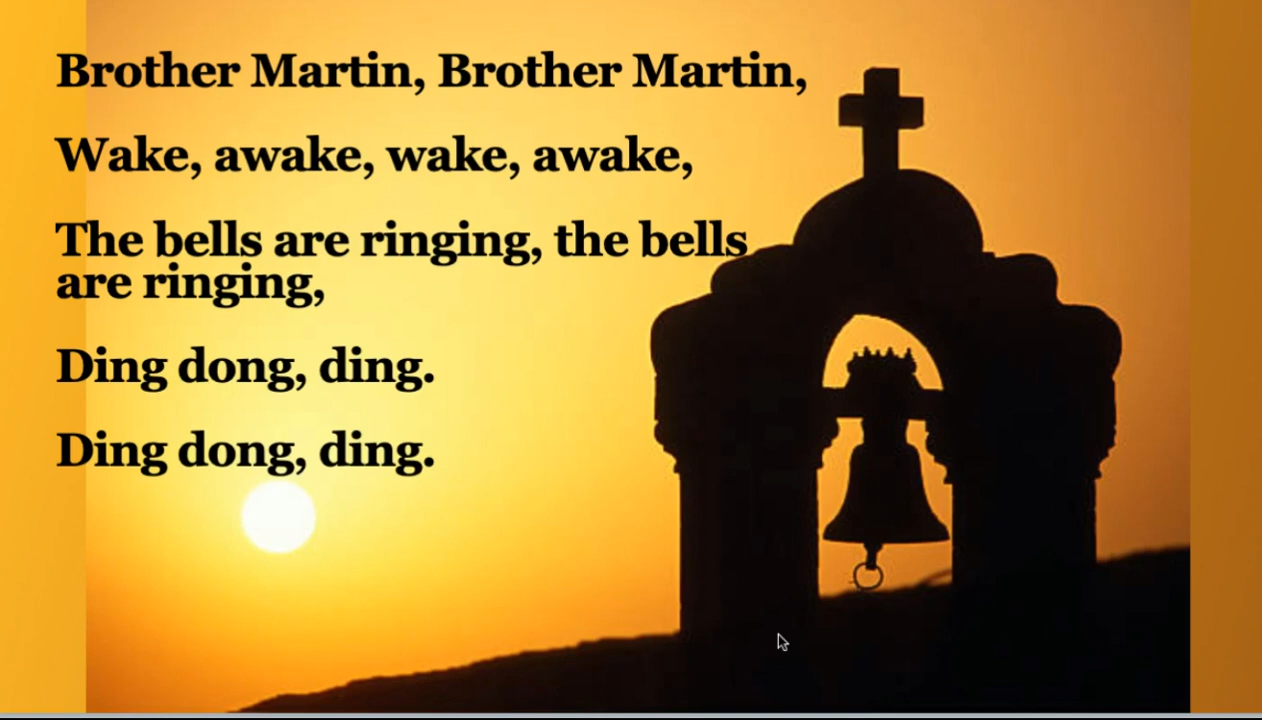 Brother Martin, Brother Martin,
Wake, awake, wake, awake,
The bells are ringing, the bells
are ringing,
Ding dong, ding.
Ding dong, ding.